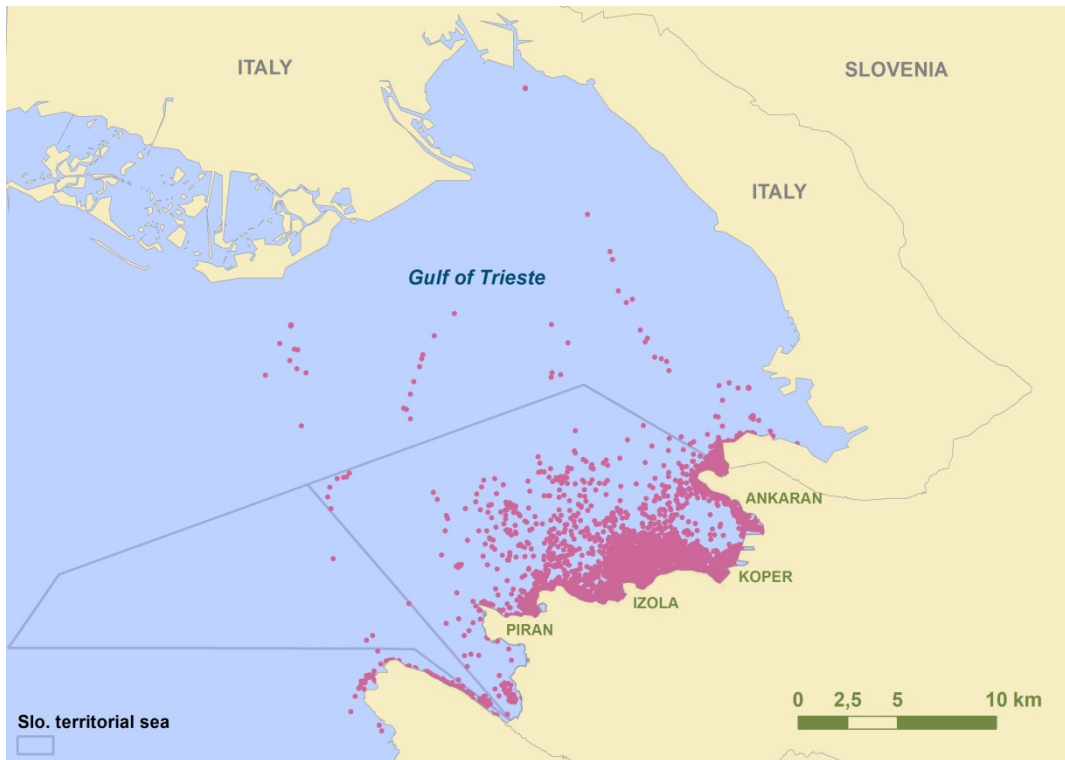 ITALY
SLOVENIA
ITALY
Gulf of Trieste
ANKARAN
KOPER
IZOLA
PIRAN
0 2,5 5 10 km
Slo. territorial sea